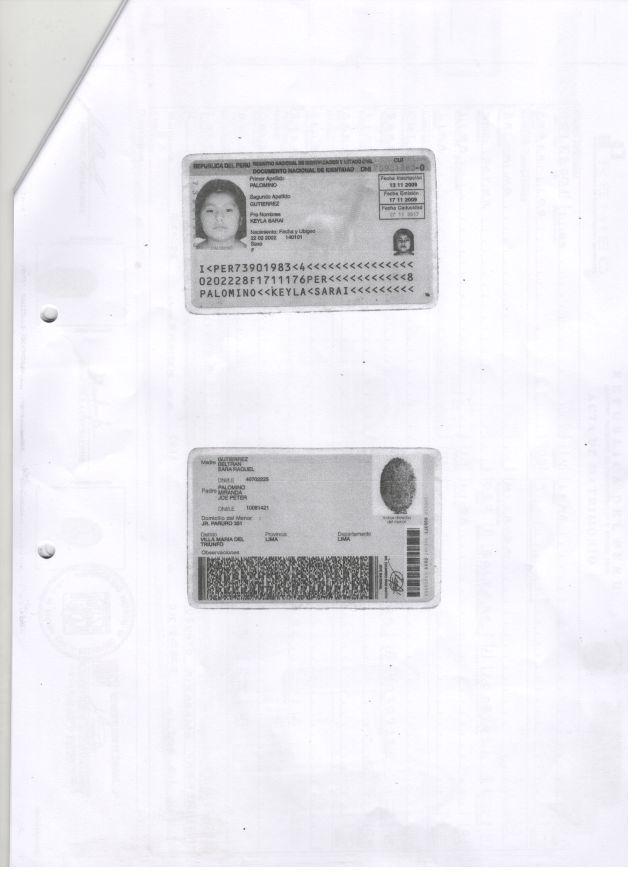 REPUBLICA DEL PERU REGISTRO NACIONAL DE IDENTIFICACION Y ESTADO CIVIL CUI
DOCUMENTO NACIONAL DE IDENTIDAD DNI
Primer Apellido
PALOMINO
Segundo Apellido
GUTIERREZ
Pre Nombres
KEYLA SARAI
Nacimiento: Fecha y Ubigeo
22 02 2002 140101
Sexo
F
Fecha Inscripción
13 11 2009
Fecha Emisión
17 11 2009
Fecha Caducidad
17 11 2017
I<PER73901983<4<<<<<<<<<<<<<<<
0202228F1711176PER<<<<<<<<<<<8
PALOMINO<<KEYLA<SARAI<<<<<<<<<
Madre GUTIERREZ
BELTRAN
SARA RAQUEL
DNI/LE 40702225
Padre PALOMINO
MIRANDA
JOE PETER
DNI/LE 10081421
Domicilio del Menor :
JR. PARURO 351
Distrito Provincia Departamento
VILLA MARIA DEL TRIUNFO LIMA LIMA
Observaciones
Indice derecho
del menor